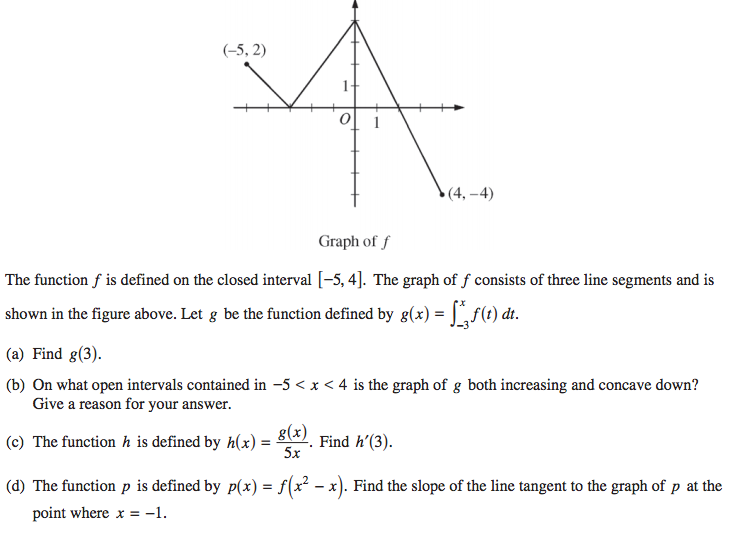 (–5, 2)
1
O 1
(4, –4)
Graph of f
The function f is defined on the closed interval [−5, 4]. The graph of f consists of three line segments and is
shown in the figure above. Let g be the function defined by g(x) = ∫₋₃ˣ f(t) dt.
(a) Find g(3).
(b) On what open intervals contained in −5 < x < 4 is the graph of g both increasing and concave down?
Give a reason for your answer.
(c) The function h is defined by h(x) = g(x)/5x. Find h′(3).
(d) The function p is defined by p(x) = f(x² − x). Find the slope of the line tangent to the graph of p at the
point where x = −1.